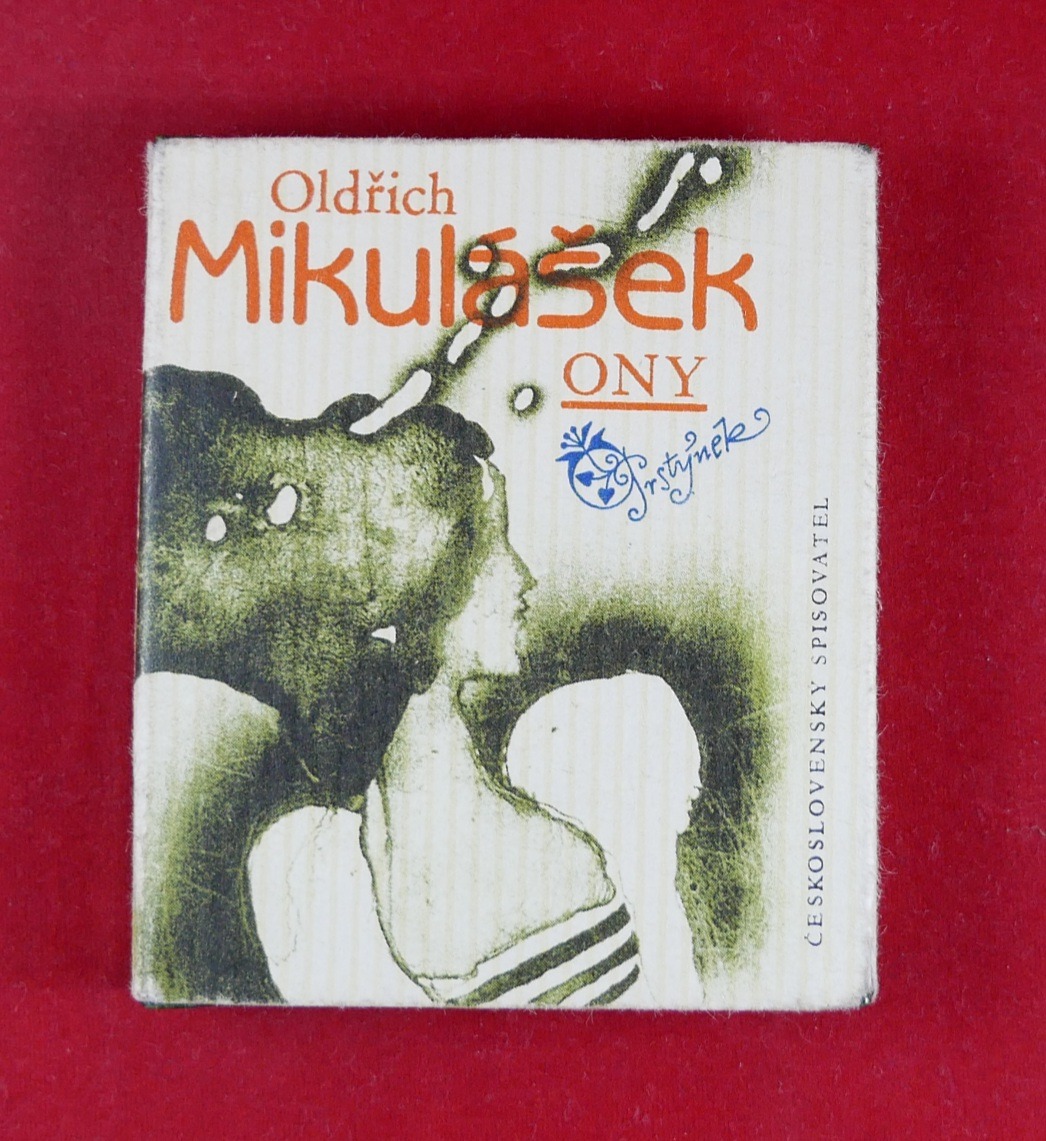 Oldřich
Mikulášek
ONY
Prstýnek
ČESKOSLOVENSKÝ SPISOVATEL